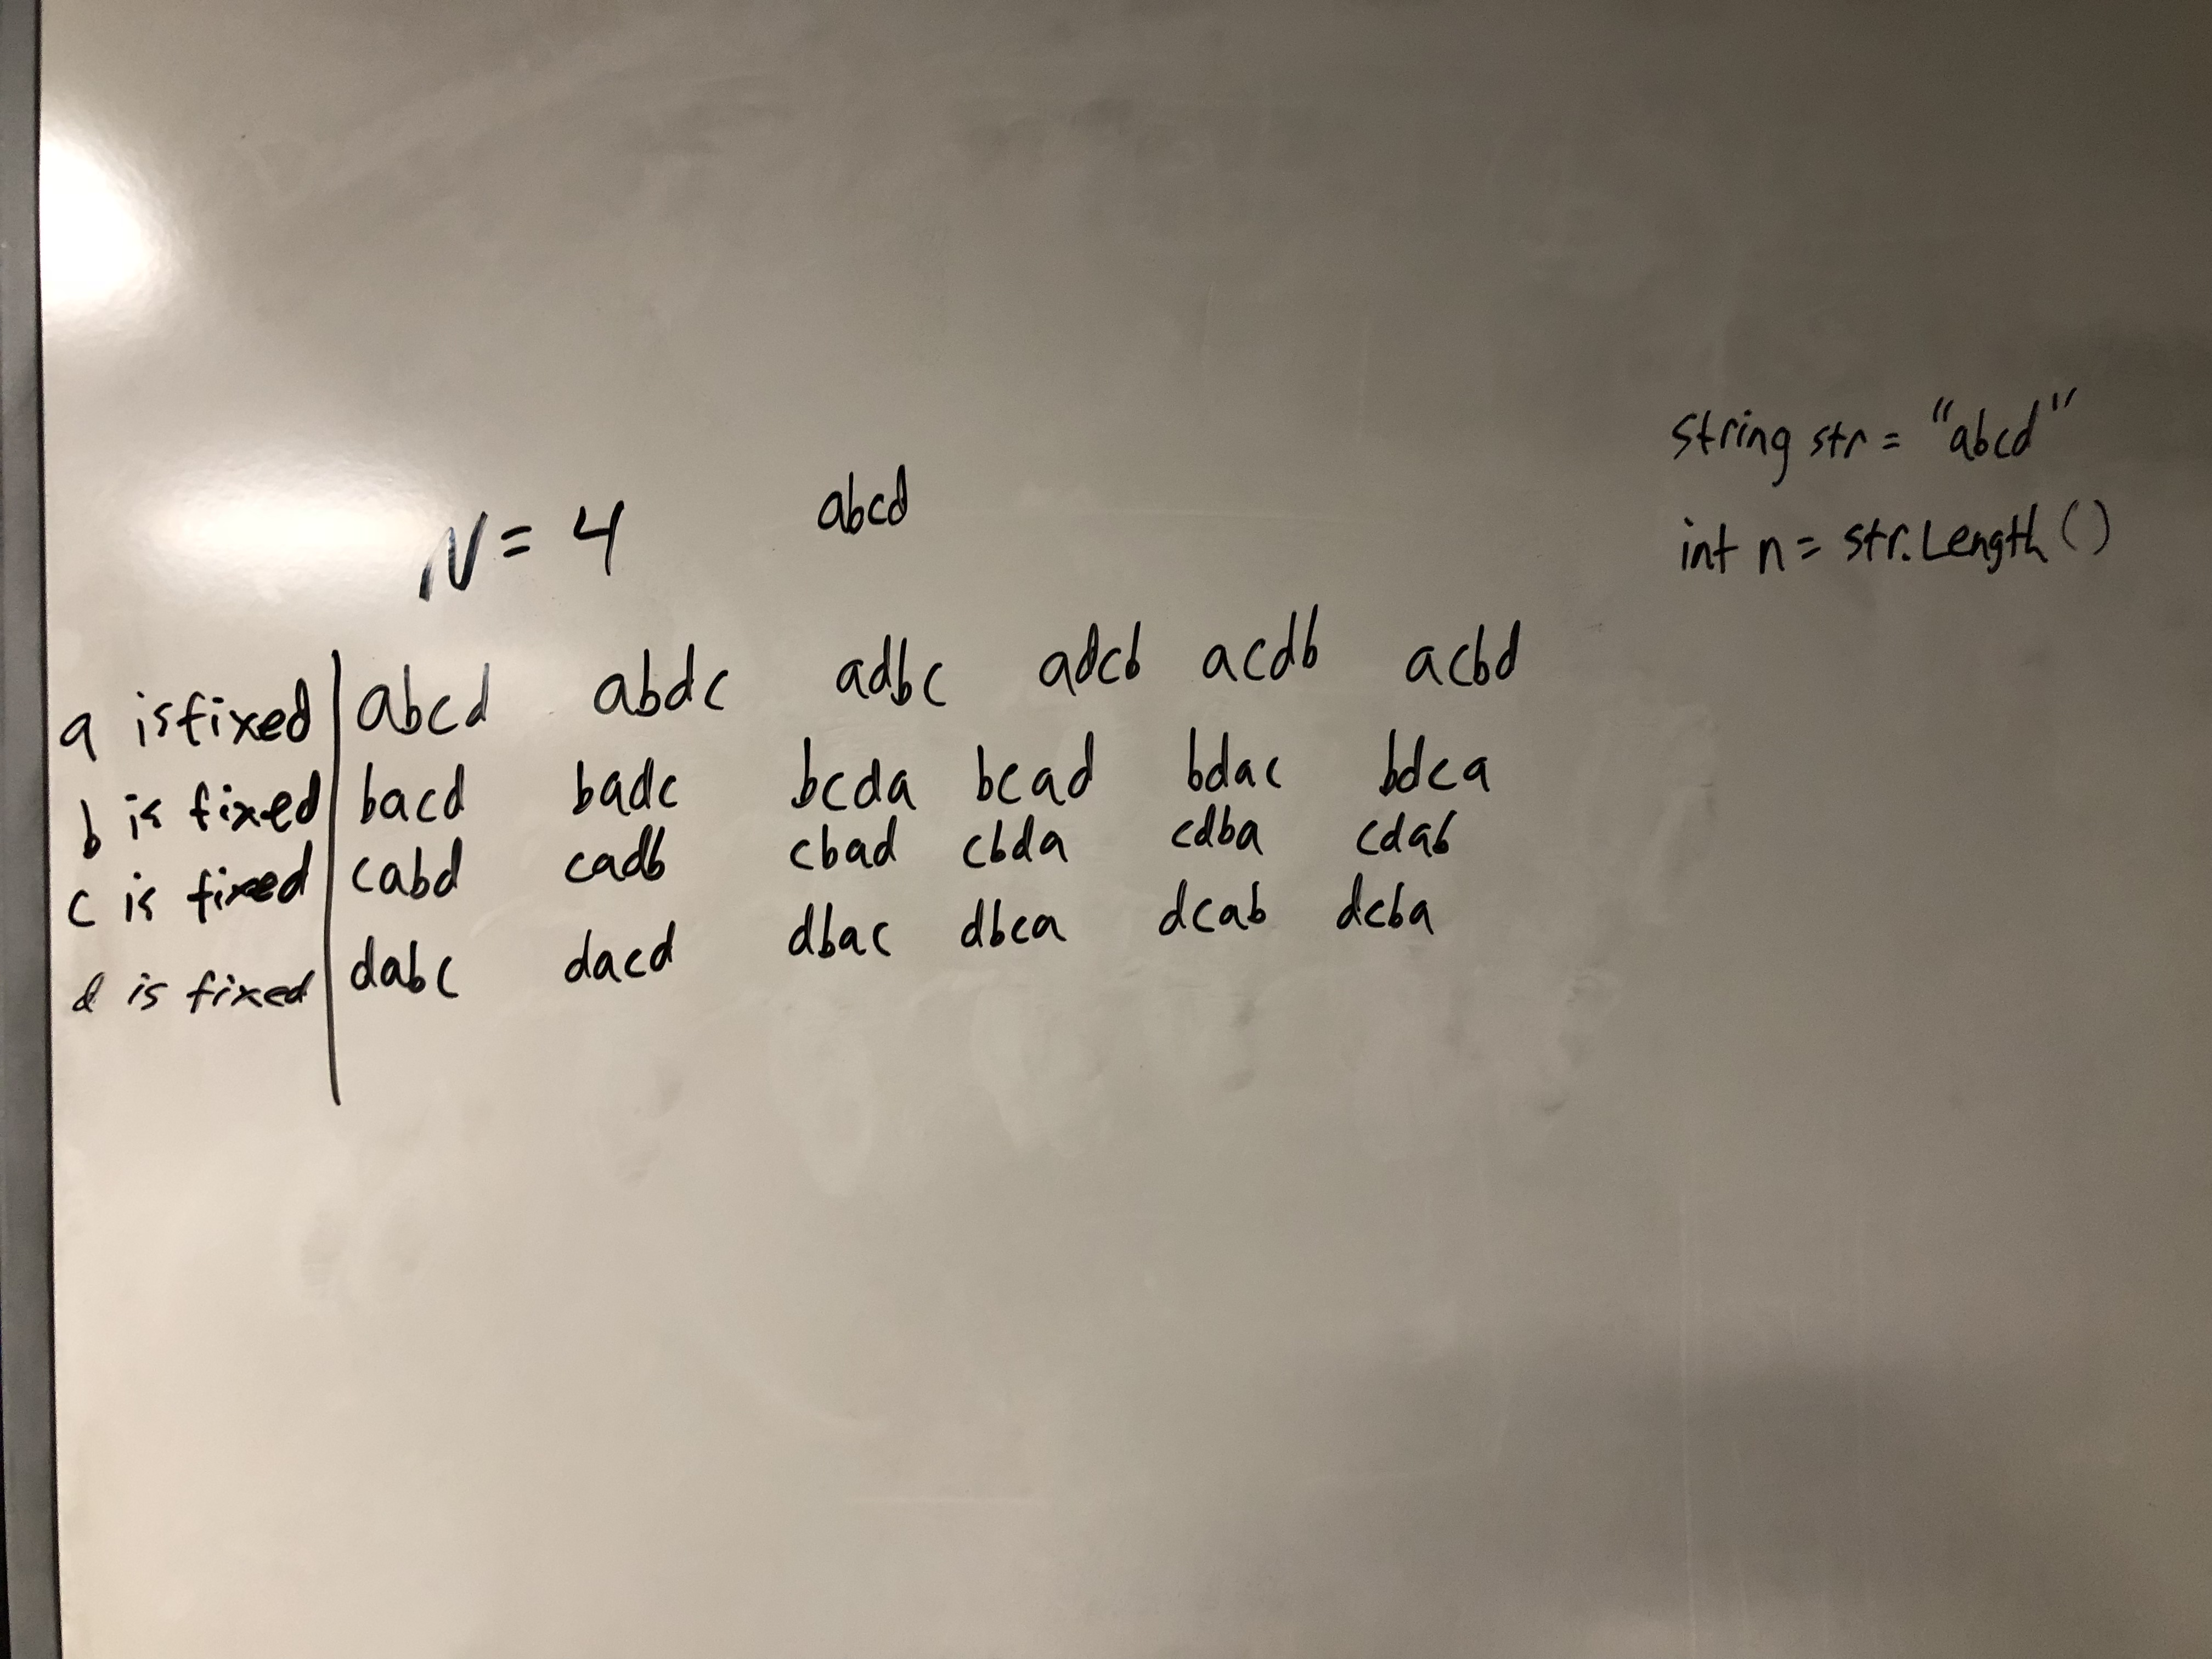 string str = "abcd"
N = 4 abcd
int n = str.Length()
a is fixed abcd abdc adbc adcb acdb acbd
b is fixed bacd badc bcda bcad bdac bdca
c is fixed cabd cadb cbad cbda cdba cdab
d is fixed dabc dacd dbac dbca dcab dcba